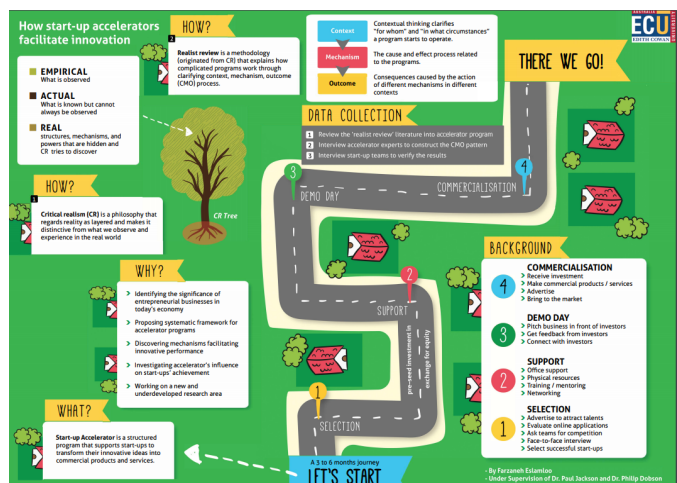 How start-up accelerators
facilitate innovation
EMPIRICAL
What is observed
ACTUAL
What is known but cannot
always be observed
REAL
structures, mechanisms, and
powers that are hidden and
CR tries to discover
HOW?
2
Realist review is a methodology
(originated from CR) that explains how
complicated programs work through
clarifying context, mechanism, outcome
(CMO) process.
CR Tree
HOW?
1
Critical realism (CR) is a philosophy that
regards reality as layered and makes it
distinctive from what we observe and
experience in the real world
WHY?
Identifying the significance of
entrepreneurial businesses in
today's economy
Proposing systematic framework for
accelerator programs
Discovering mechanisms facilitating
innovative performance
Investigating accelerator's influence
on start-ups' achievement
Working on a new and
underdeveloped research area
WHAT?
Start-up Accelerator is a structured
program that supports start-ups to
transform their innovative ideas into
commercial products and services.
Context
Contextual thinking clarifies
"for whom" and "in what circumstances"
a program starts to operate.
Mechanism
The cause and effect process related
to the programs.
Outcome
Consequences caused by the action
of different mechanisms in different
contexts
DATA COLLECTION
1 Review the 'realist review' literature into accelerator program
2 Interview accelerator experts to construct the CMO pattern
3 Interview start-up teams to verify the results
AUSTRALIA
ECU
EDITH COWAN
UNIVERSITY
THERE WE GO!
4
COMMERCIALISATION
3
DEMO DAY
2
SUPPORT
pre-seed investment in
exchange for equity
1
SELECTION
A 3 to 6 months journey
LET'S START
BACKGROUND
4
COMMERCIALISATION
Receive investment
Make commercial products / services
Advertise
Bring to the market
3
DEMO DAY
Pitch business in front of investors
Get feedback from investors
Connect with investors
2
SUPPORT
Office support
Physical resources
Training / mentoring
Networking
1
SELECTION
Advertise to attract talents
Evaluate online applications
Ask teams for competition
Face-to-face interview
Select successful start-ups
- By Farzaneh Eslamloo
- Under Supervision of Dr. Paul Jackson and Dr. Philip Dobson